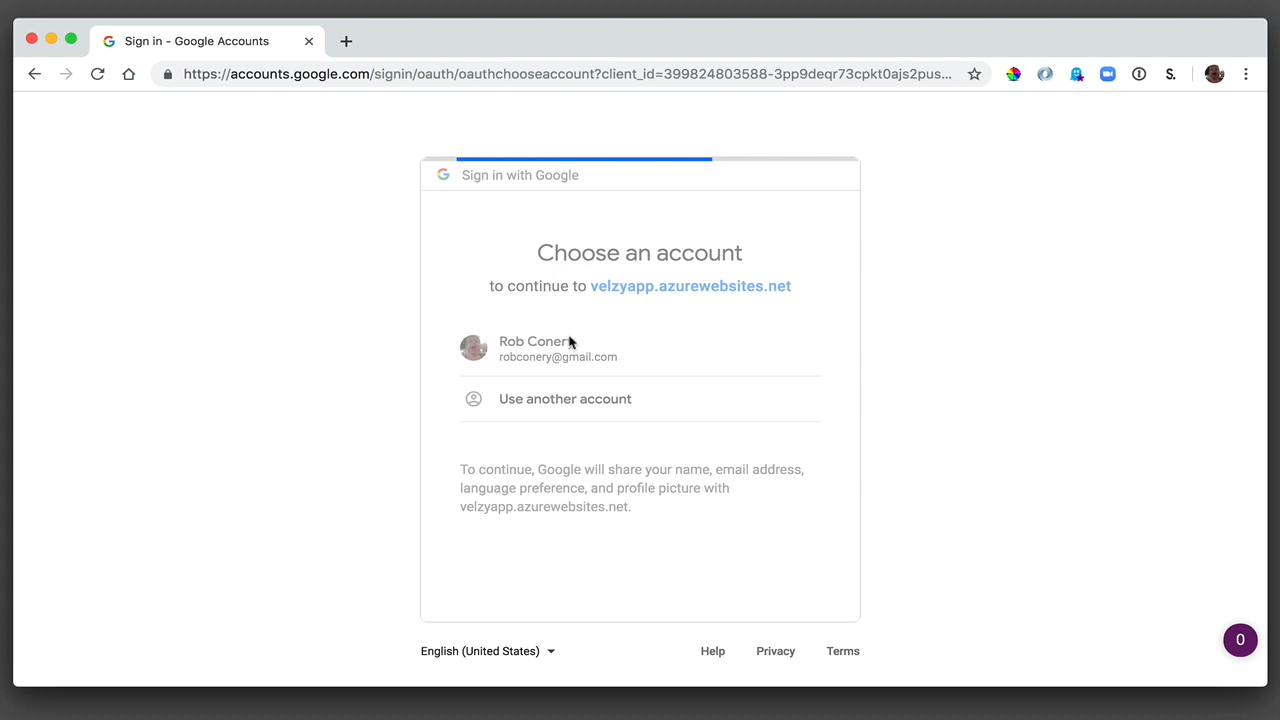 Sign in - Google Accounts
https://accounts.google.com/signin/oauth/oauthchooseaccount?client_id=399824803588-3pp9deqr73cpkt0ajs2pus...
S.
Sign in with Google
Choose an account
to continue to velzyapp.azurewebsites.net
Rob Conery
robconery@gmail.com
Use another account
To continue, Google will share your name, email address,
language preference, and profile picture with
velzyapp.azurewebsites.net.
0
English (United States)
Help
Privacy
Terms